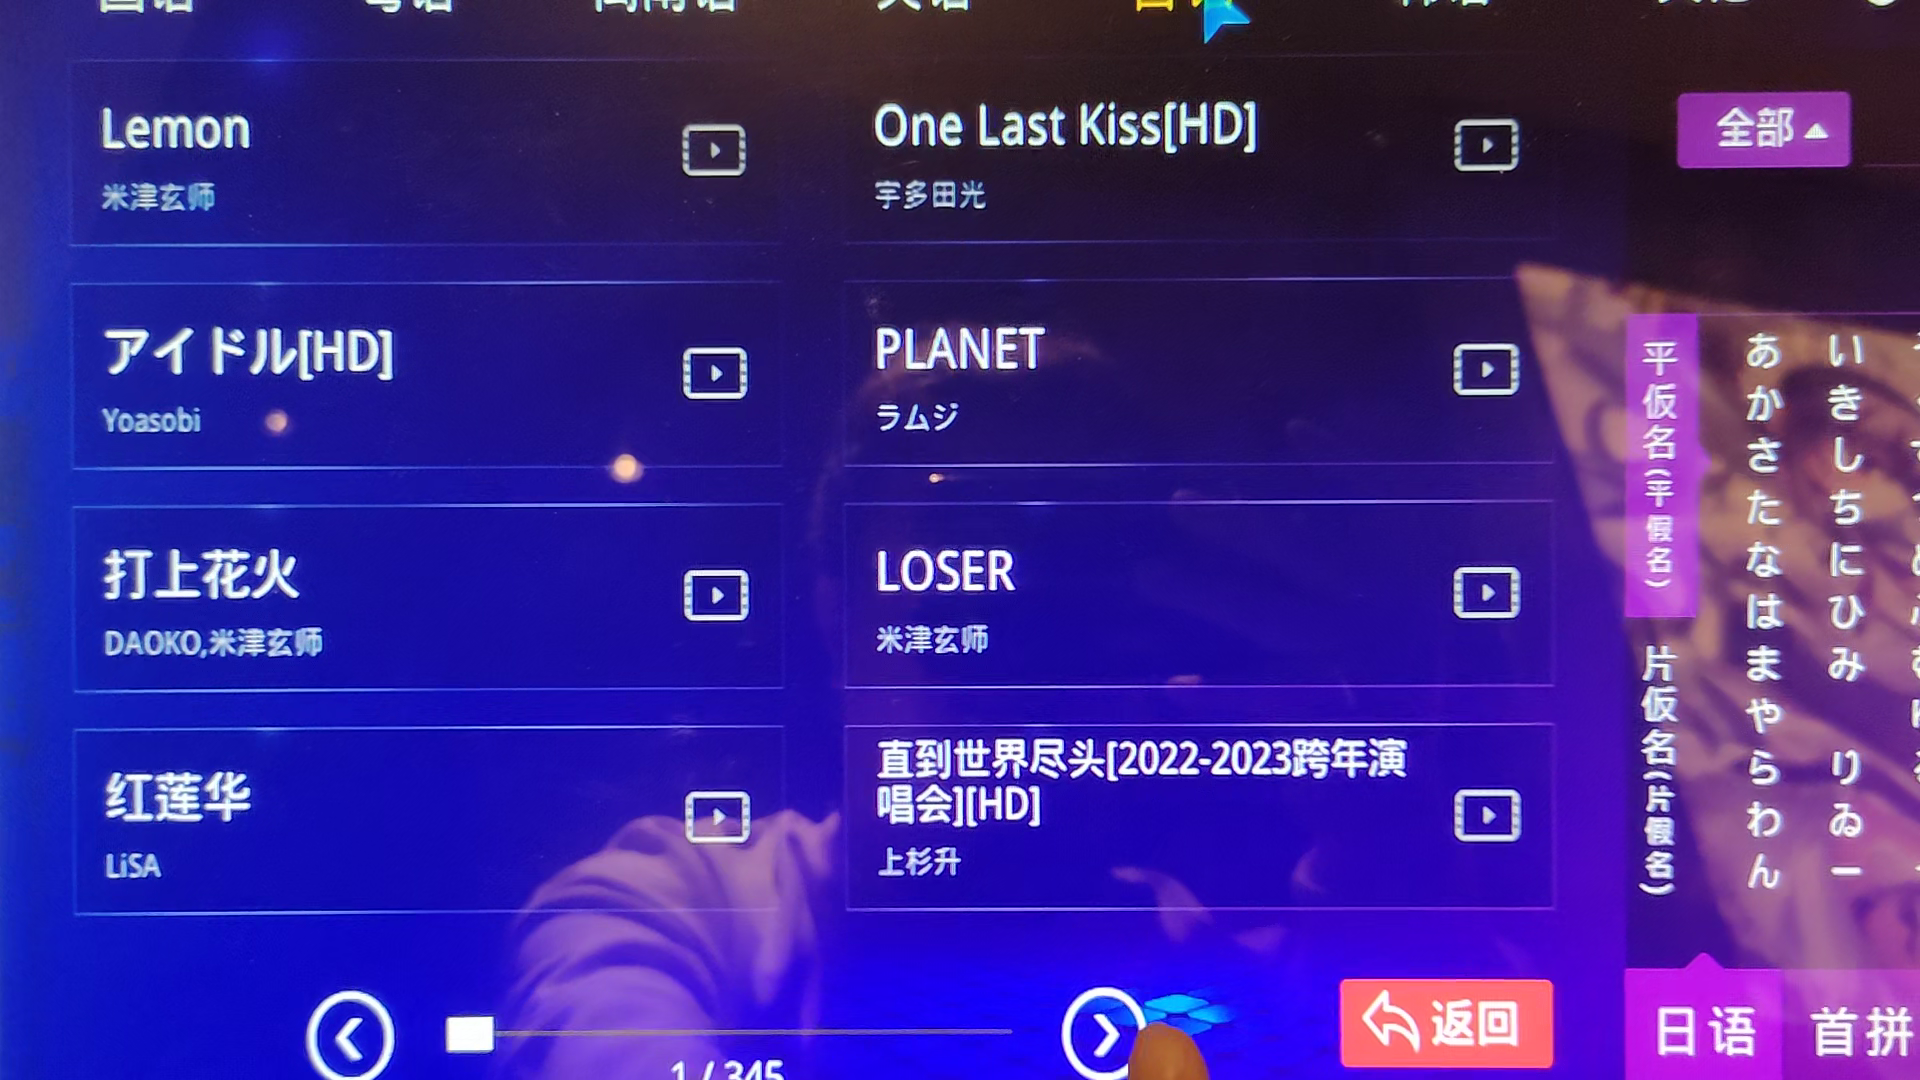 日语
Lemon
米津玄师
One Last Kiss[HD]
宇多田光
全部
アイドル[HD]
Yoasobi
PLANET
ラムジ
打上花火
DAOKO,米津玄师
LOSER
米津玄师
红莲华
LiSA
直到世界尽头[2022-2023跨年演
唱会][HD]
上杉升
平仮名(平假名)
片仮名(片假名)
あ い
か き
さ し
た ち
な に
は ひ
ま み
や
ら り
わ ゐ
ん ー
1 / 345
返回
日语
首拼